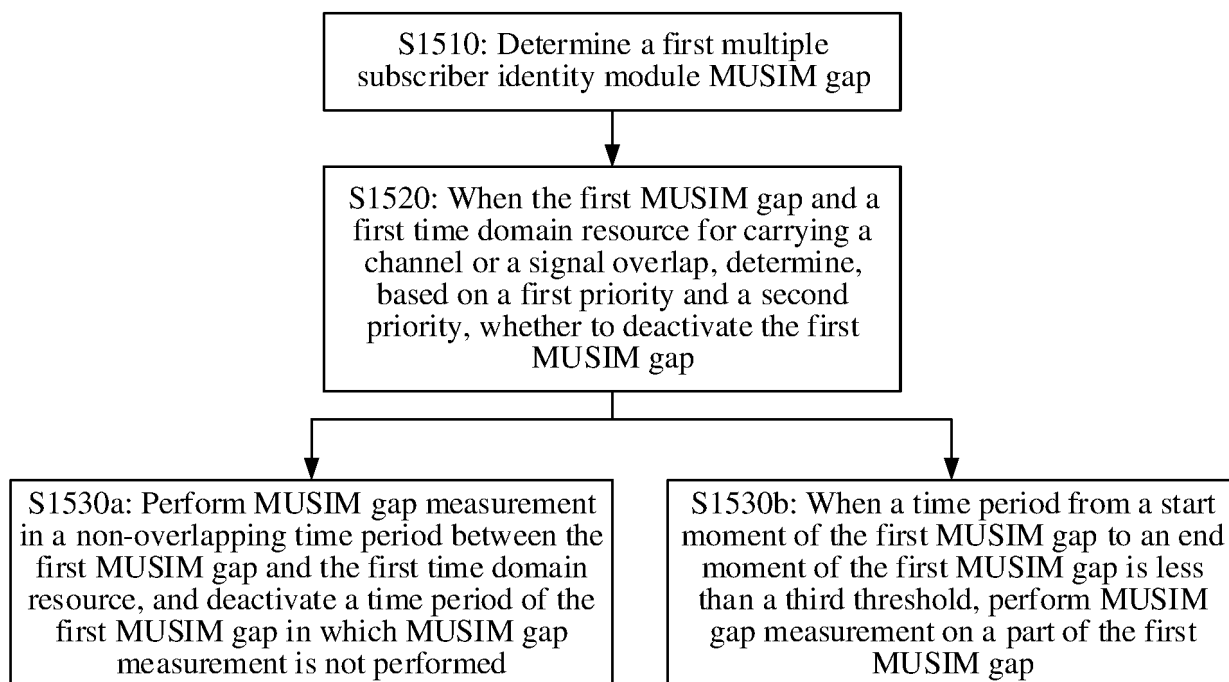 S1510: Determine a first multiple
subscriber identity module MUSIM gap
S1520: When the first MUSIM gap and a
first time domain resource for carrying a
channel or a signal overlap, determine,
based on a first priority and a second
priority, whether to deactivate the first
MUSIM gap
S1530a: Perform MUSIM gap measurement
in a non-overlapping time period between the
first MUSIM gap and the first time domain
resource, and deactivate a time period of the
first MUSIM gap in which MUSIM gap
measurement is not performed
S1530b: When a time period from a start
moment of the first MUSIM gap to an end
moment of the first MUSIM gap is less
than a third threshold, perform MUSIM
gap measurement on a part of the first
MUSIM gap